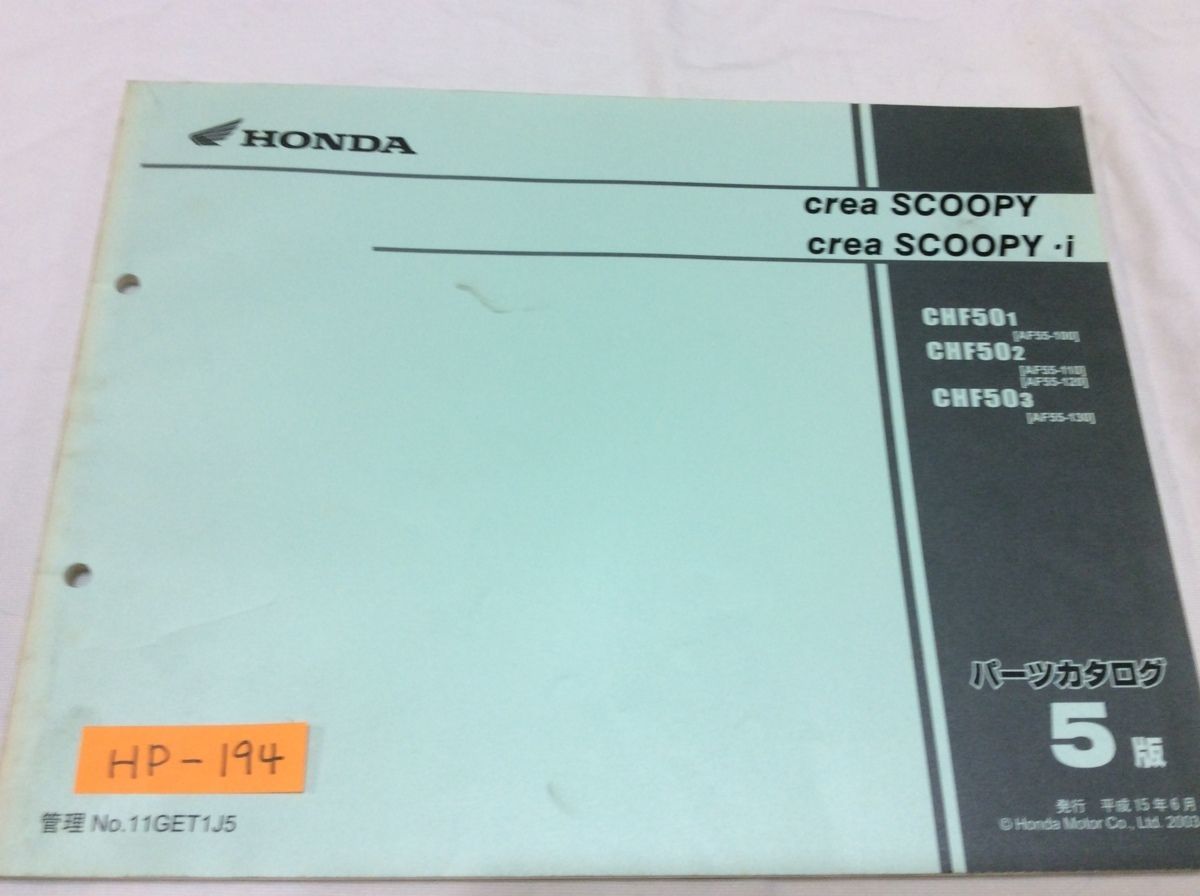 HONDA
crea SCOOPY
crea SCOOPY ·i
CHF501
[AF55-100]
CHF502
[AF55-110]
[AF55-120]
CHF503
[AF55-130]
パーツカタログ
5版
HP-194
管理 No.11GET1J5
発行 平成15年6月
© Honda Motor Co., Ltd. 2003